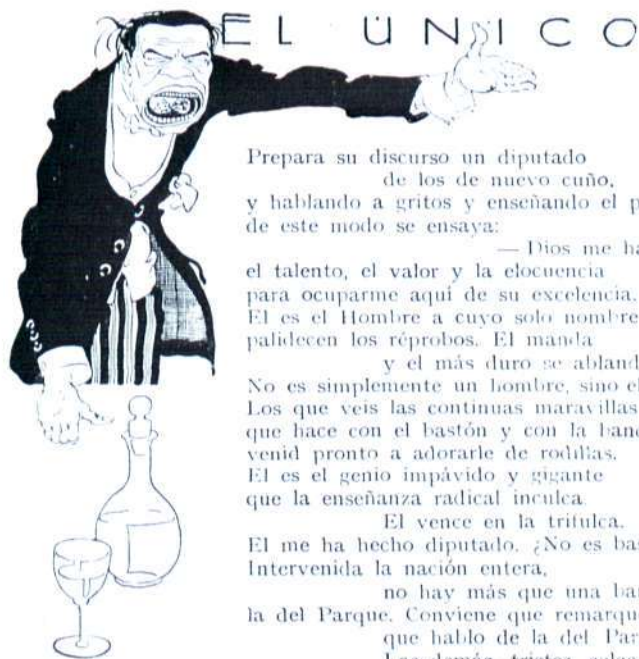 EL ÚNICO
Prepara su discurso un diputado
de los de nuevo cuño,
y hablando a gritos y enseñando el
de este modo se ensaya:
— Dios me
el talento, el valor y la elocuencia
para ocuparme aquí de su excelencia.
El es el Hombre a cuyo solo nombre
palidecen los réprobos. El manda
y el más duro se
No es simplemente un hombre, sino
Los que veis las continuas maravillas
que hace con el bastón y con la
venid pronto a adorarle de rodillas.
El es el genio impávido y gigante
que la enseñanza radical inculca.
El vence en la trifulca.
El me ha hecho diputado. ¿No es
Intervenida la nación entera,
no hay más que una
la del Parque. Conviene que
que hablo de la del